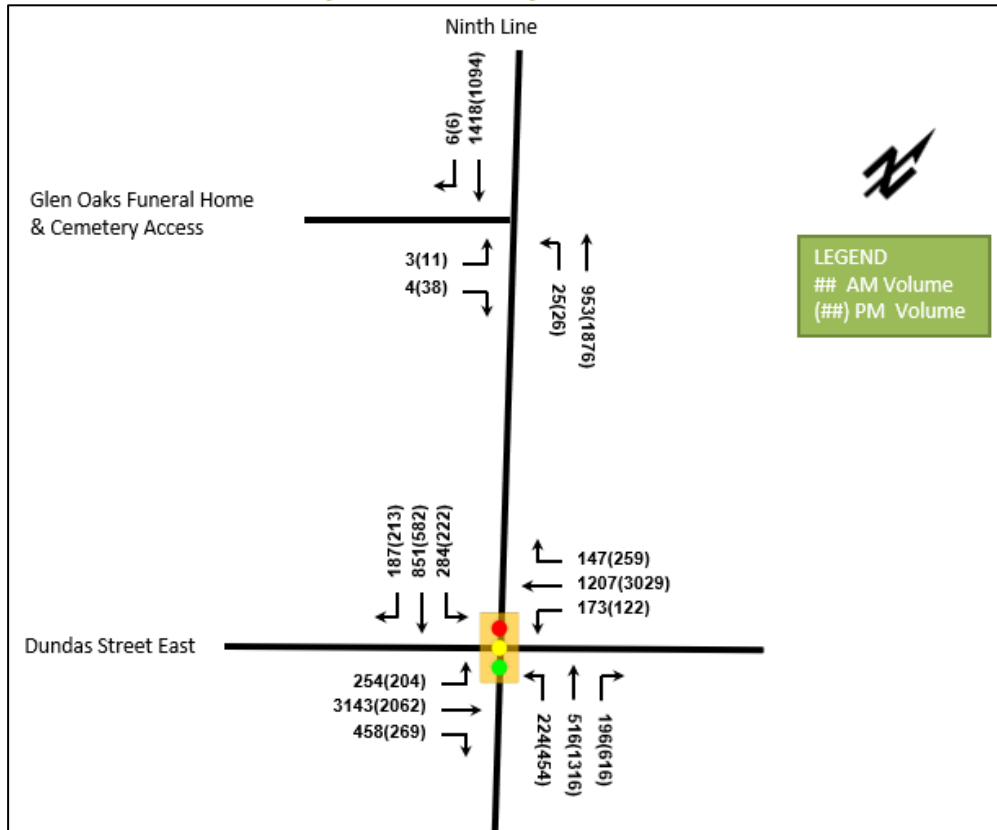 Ninth Line
6(6)
1418(1094)
Glen Oaks Funeral Home
& Cemetery Access
3(11)
4(38)
25(26)
953(1876)
LEGEND
## AM Volume
(##) PM Volume
187(213)
851(582)
284(222)
147(259)
1207(3029)
173(122)
Dundas Street East
254(204)
3143(2062)
458(269)
224(454)
516(1316)
196(616)